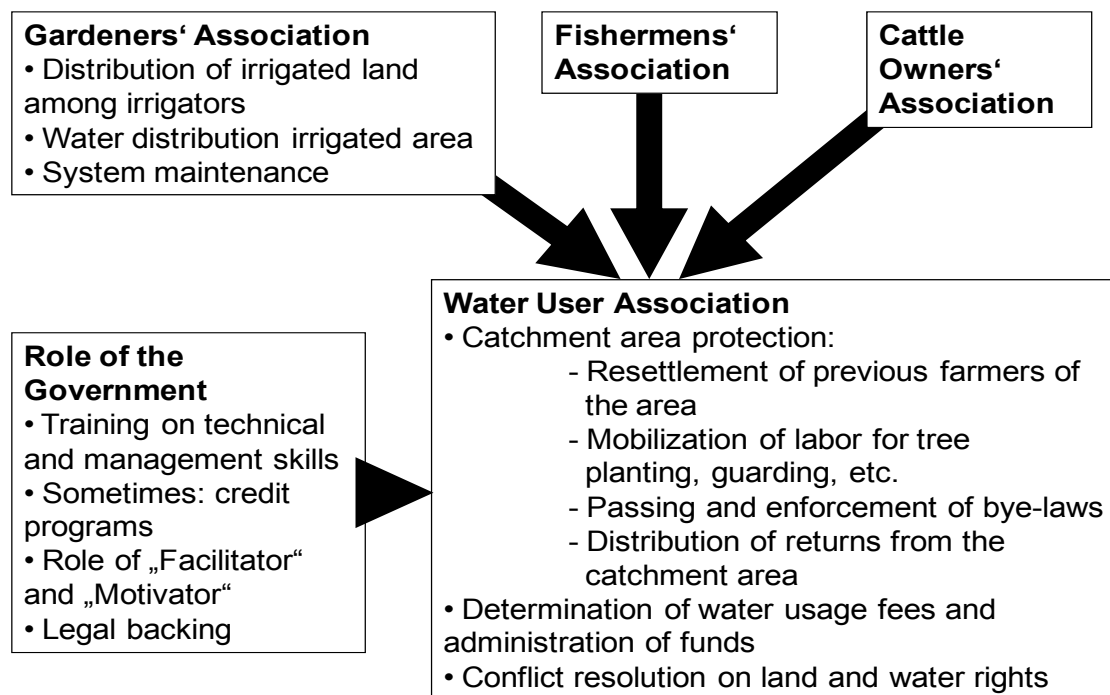 Gardeners‘ Association
• Distribution of irrigated land
among irrigators
• Water distribution irrigated area
• System maintenance
Fishermens‘
Association
Cattle
Owners‘
Association
Role of the
Government
• Training on technical
and management skills
• Sometimes: credit
programs
• Role of „Facilitator“
and „Motivator“
• Legal backing
Water User Association
• Catchment area protection:
- Resettlement of previous farmers of
the area
- Mobilization of labor for tree
planting, guarding, etc.
- Passing and enforcement of bye-laws
- Distribution of returns from the
catchment area
• Determination of water usage fees and
administration of funds
• Conflict resolution on land and water rights